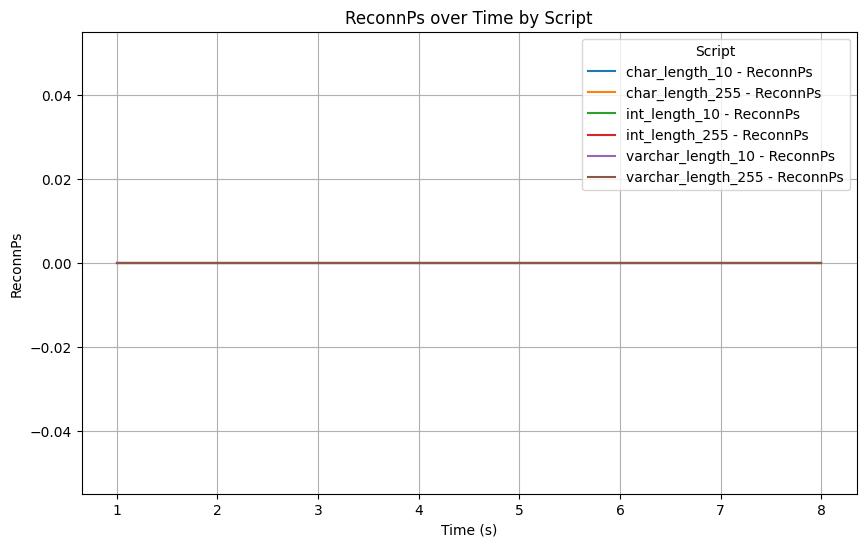 ReconnPs over Time by Script
Script
char_length_10 - ReconnPs
char_length_255 - ReconnPs
int_length_10 - ReconnPs
int_length_255 - ReconnPs
varchar_length_10 - ReconnPs
varchar_length_255 - ReconnPs
ReconnPs
0.04
0.02
0.00
−0.02
−0.04
1 2 3 4 5 6 7 8
Time (s)